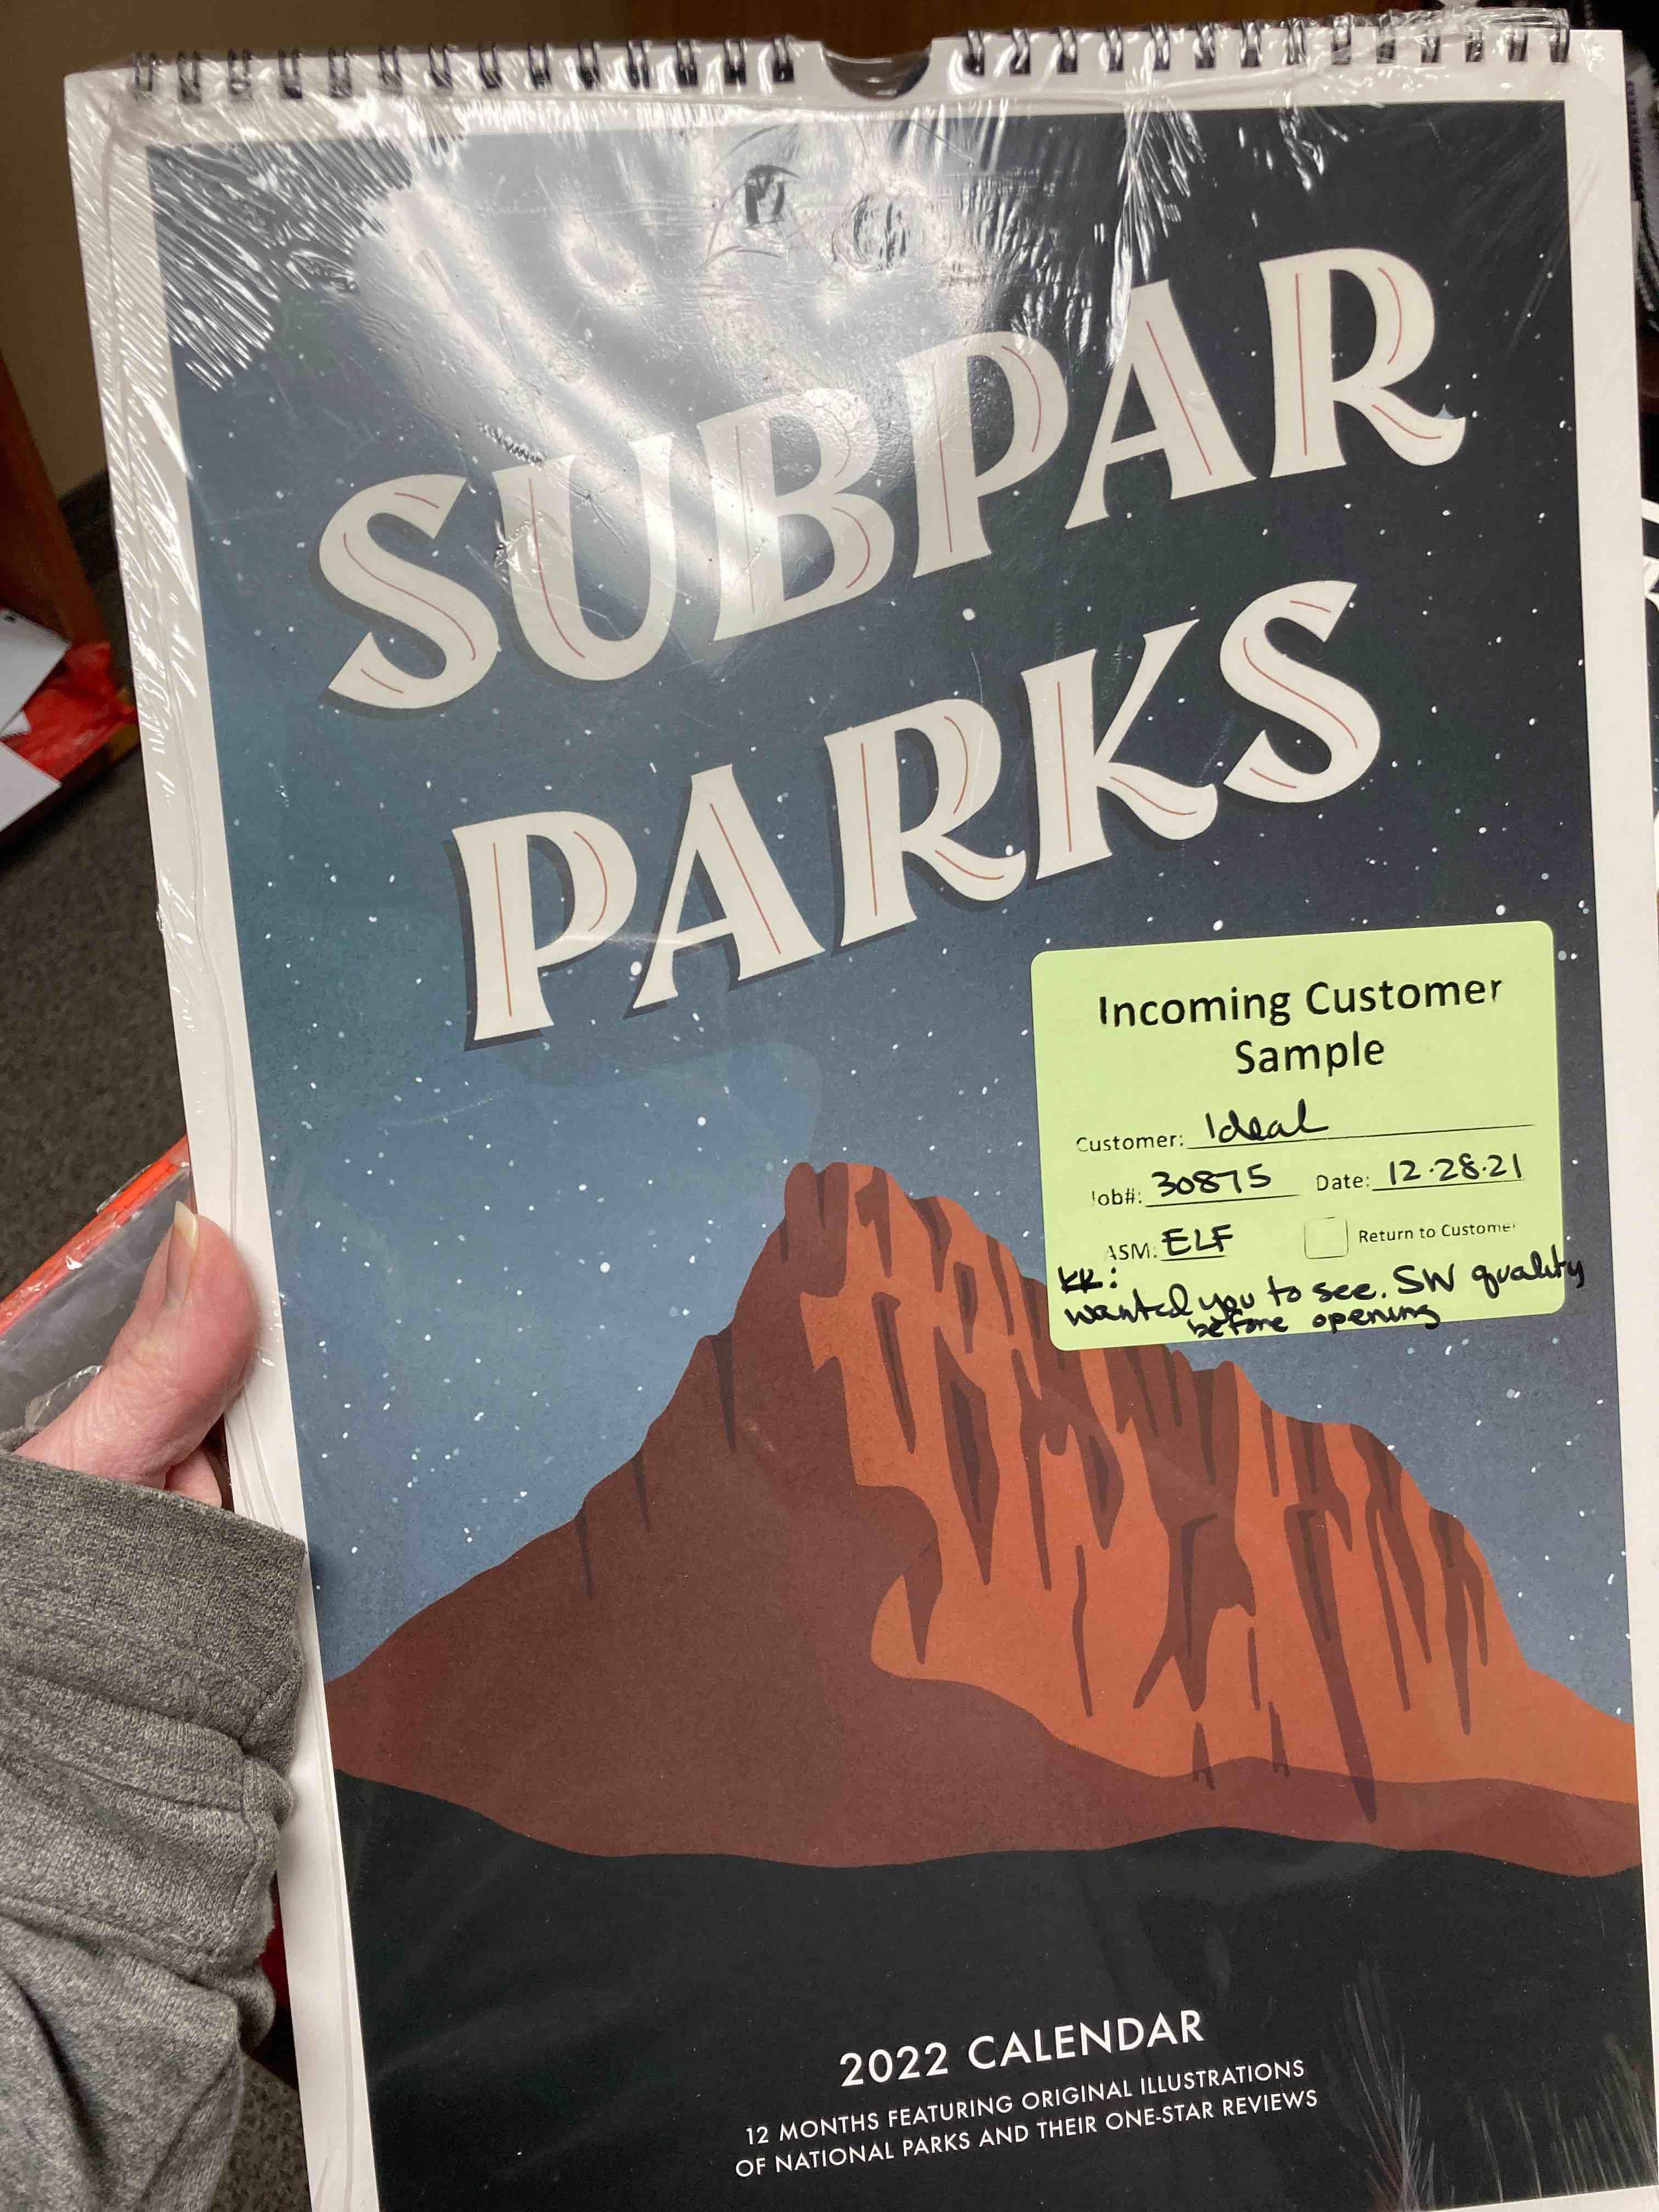 SUBPAR
PARKS
Incoming Customer
Sample
Customer: Ideal
Job#: 30875 Date: 12.28.21
ASM: ELF Return to Customer
KK:
wanted you to see. SW quality
before opening
2022 CALENDAR
12 MONTHS FEATURING ORIGINAL ILLUSTRATIONS
OF NATIONAL PARKS AND THEIR ONE-STAR REVIEWS